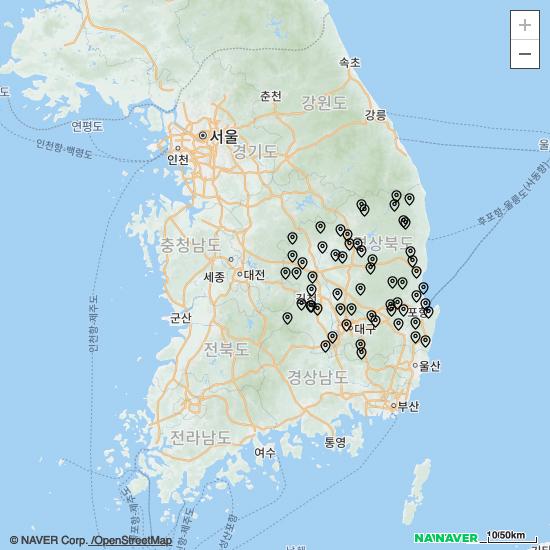 +
−
속초
춘천
강원도
강릉
도
연평도
서울
경기도
인천
인천항-백령도
울
후포항-울릉도(사동항)
충청남도
세종
대전
군산
인천항-제주도
포항
대구
전북도
경상남도
울산
부산
전라남도
통영
여수
© NAVER Corp. /OpenStreetMap
NAVER
10/50km